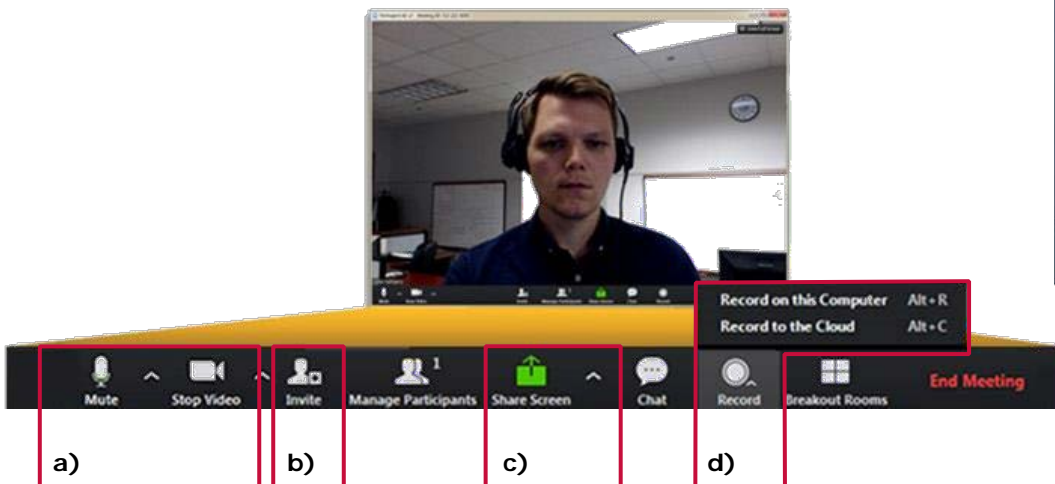 Record on this Computer Alt+R
Record to the Cloud Alt+C
1
Mute Stop Video Invite Manage Participants Share Screen Chat Record Breakout Rooms End Meeting
a) b) c) d)